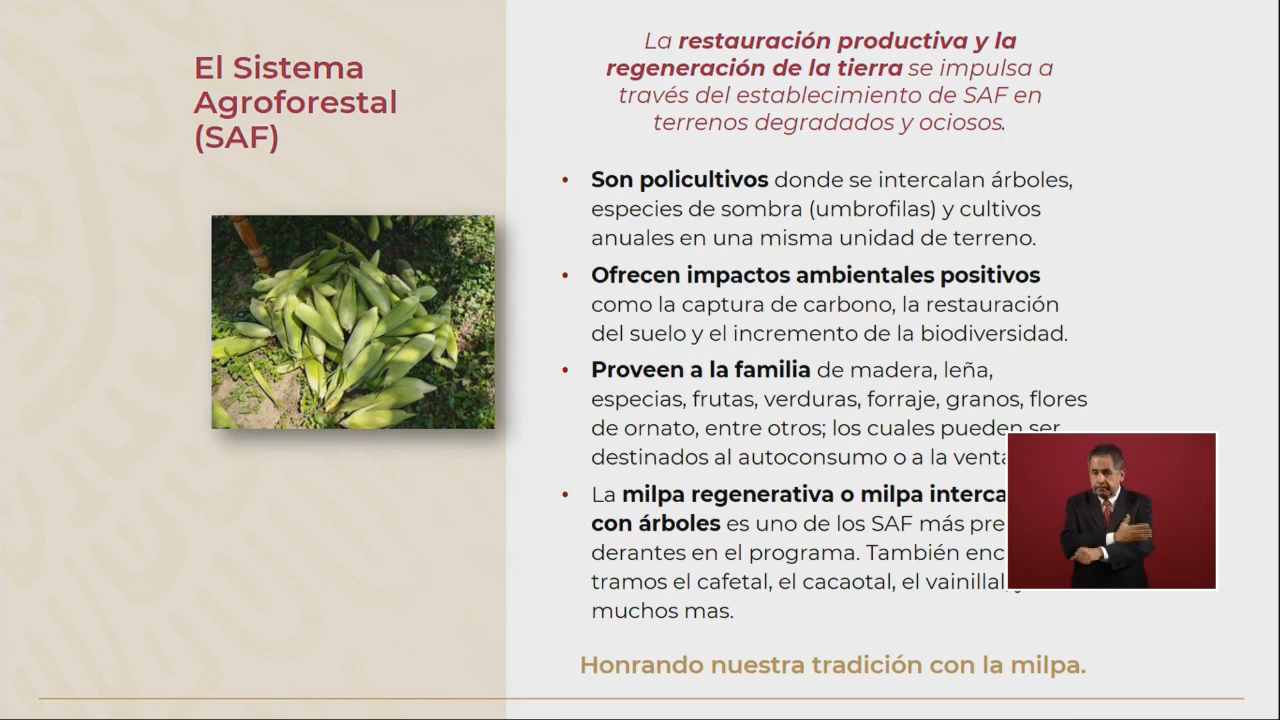 El Sistema
Agroforestal
(SAF)
La restauración productiva y la
regeneración de la tierra se impulsa a
través del establecimiento de SAF en
terrenos degradados y ociosos.
• Son policultivos donde se intercalan árboles,
especies de sombra (umbrofilas) y cultivos
anuales en una misma unidad de terreno.
• Ofrecen impactos ambientales positivos
como la captura de carbono, la restauración
del suelo y el incremento de la biodiversidad.
• Proveen a la familia de madera, leña,
especias, frutas, verduras, forraje, granos, flores
de ornato, entre otros; los cuales pueden ser
destinados al autoconsumo o a la venta
• La milpa regenerativa o milpa interca
con árboles es uno de los SAF más pre
derantes en el programa. También enc
tramos el cafetal, el cacaotal, el vainillal,
muchos mas.
Honrando nuestra tradición con la milpa.